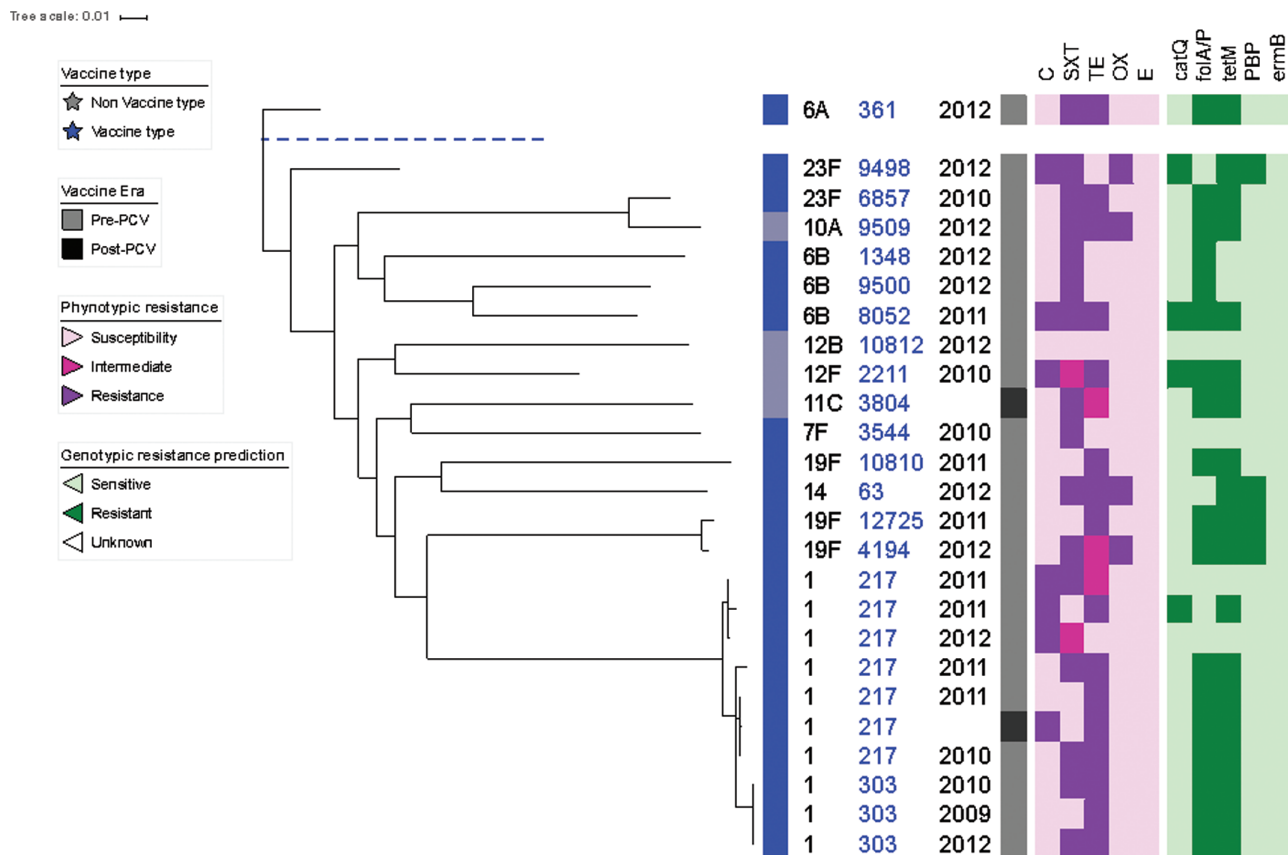 Tree scale: 0.01
Vaccine type
Non Vaccine type
Vaccine type
Vaccine Era
Pre-PCV
Post-PCV
Phynotypic resistance
Susceptibility
Intermediate
Resistance
Genotypic resistance prediction
Sensitive
Resistant
Unknown
C SXT TE OX E catQ folA/P tetM PBP ermB
6A 361 2012
23F 9498 2012
23F 6857 2010
10A 9509 2012
6B 1348 2012
6B 9500 2012
6B 8052 2011
12B 10812 2012
12F 2211 2010
11C 3804
7F 3544 2010
19F 10810 2011
14 63 2012
19F 12725 2011
19F 4194 2012
1 217 2011
1 217 2011
1 217 2012
1 217 2011
1 217 2011
1 217
1 217 2010
1 303 2010
1 303 2009
1 303 2012